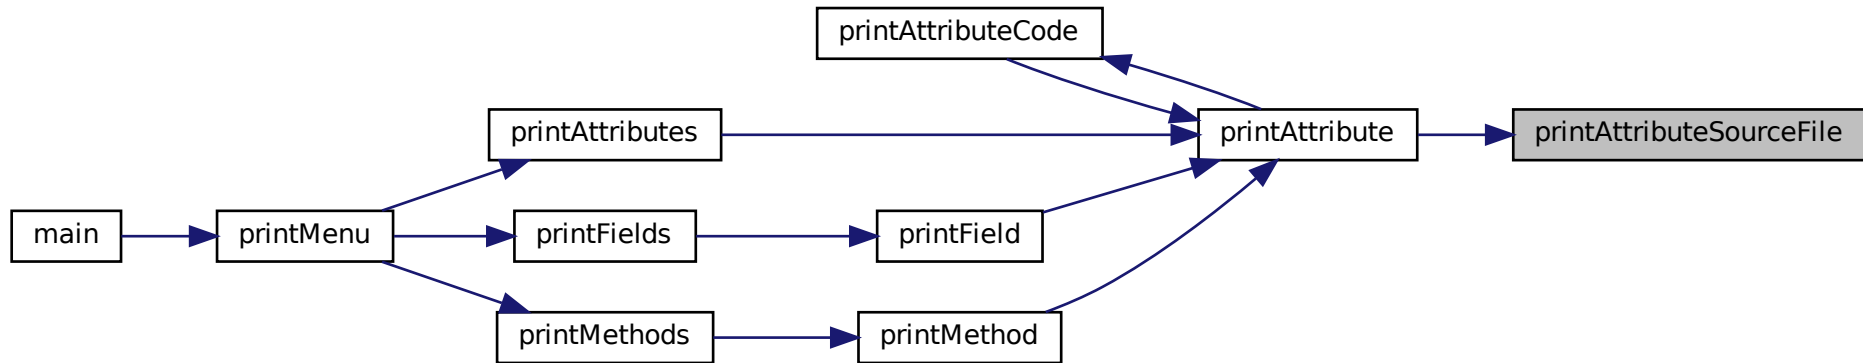 printAttributeCode
printAttributes
printAttribute
printAttributeSourceFile
main
printMenu
printFields
printField
printMethods
printMethod